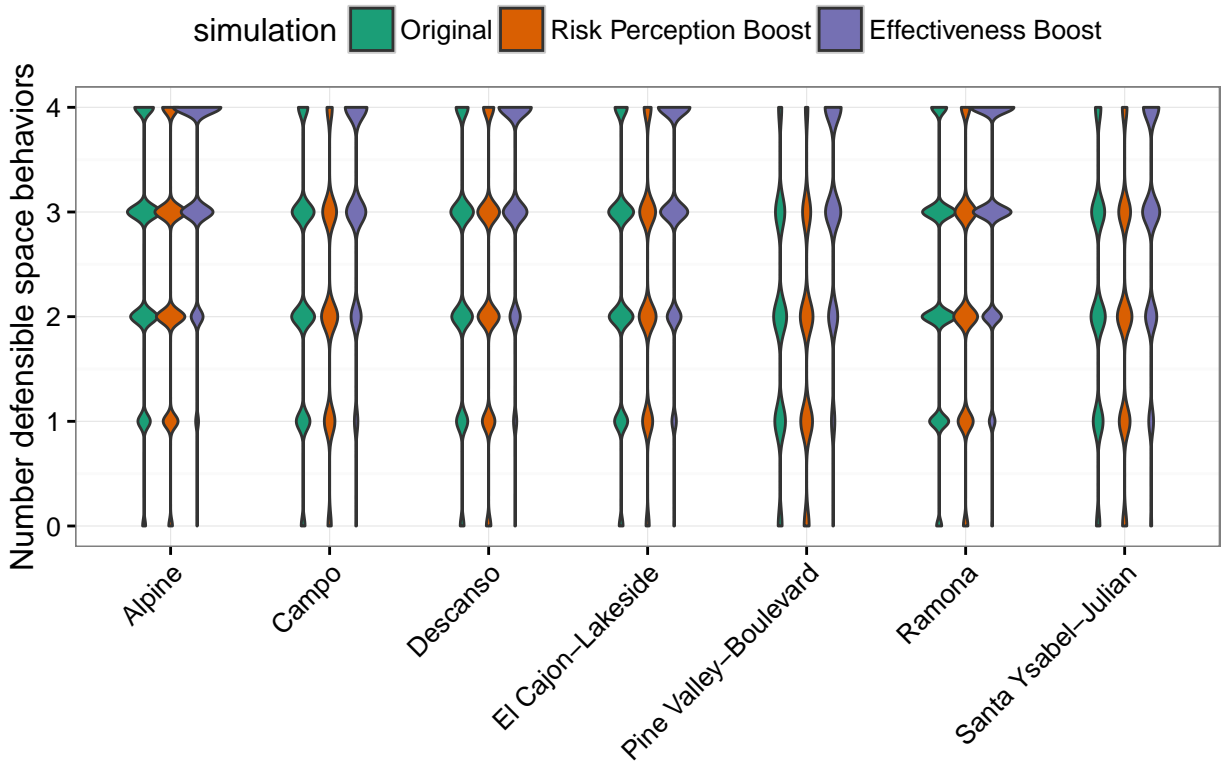 simulation Original Risk Perception Boost Effectiveness Boost
Number defensible space behaviors
4
3
2
1
0
Alpine
Campo
Descanso
El Cajon–Lakeside
Pine Valley–Boulevard
Ramona
Santa Ysabel–Julian